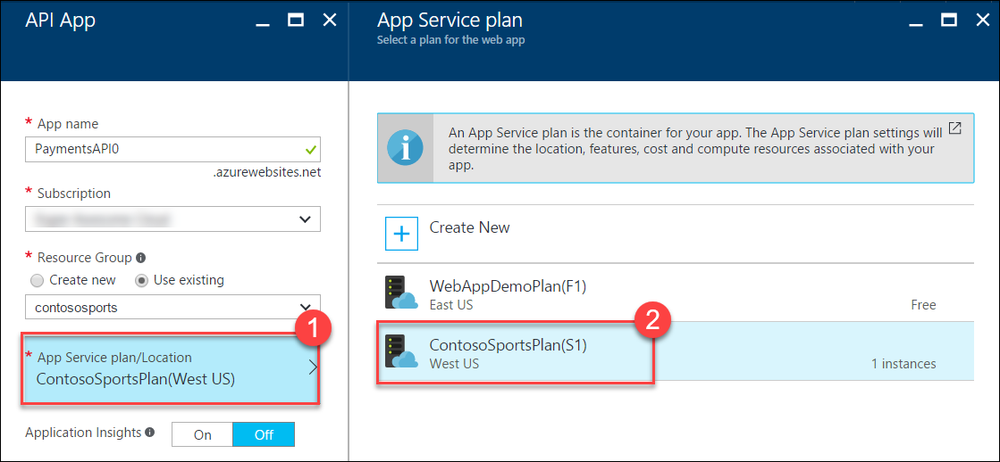 API App
* App name
PaymentsAPI0
.azurewebsites.net
* Subscription
* Resource Group
Create new
Use existing
contososports
1
* App Service plan/Location
ContosoSportsPlan(West US)
Application Insights
On
Off
App Service plan
Select a plan for the web app
An App Service plan is the container for your app. The App Service plan settings will
determine the location, features, cost and compute resources associated with your
app.
Create New
WebAppDemoPlan(F1)
East US
Free
2
ContosoSportsPlan(S1)
West US
1 instances